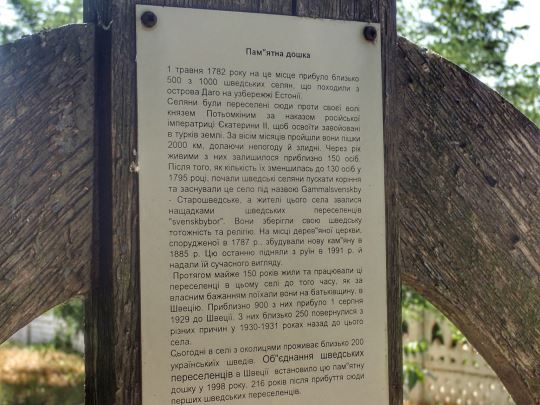 Пам"ятна дошка
1 травня 1782 року на це місце прибуло близько
500 з 1000 шведських селян, що походили з
острова Даго на узбережжі Естонії.
Селяни були переселені сюди проти своєї волі
князем Потьомкіним за наказом російської
імператриці Екатерини II, щоб освоїти завойовані
в турків землі. За вісім місяців пройшли вони пішки
2000 км, долаючи непогоду й злидні. Через рік
живими з них залишилося приблизно 150 осіб.
Після того, як кількість їх зменшилась до 130 осіб у
1795 році, почали шведські селяни пускати коріння
та заснували це село під назвою Gammalsvenskby
- Старошведське, а жителі цього села звалися
нащадками шведських переселенців
"svenskbybor". Вони зберігли свою шведську
тотожність та релігію. На місці дерев"яної церкви,
спорудженої в 1787 р., збудували нову кам"яну в
1885 р. Цю останню підняли з руїн в 1991 р. й
надали їй сучасного вигляду.
Протягом майже 150 років жили та працювали ці
переселенці в цьому селі до того часу, як за
власним бажанням поїхали вони на батьківщину, в
Швецію. Приблизно 900 з них прибуло 1 серпня
1929 до Швеції. З них близько 250 повернулися з
різних причин у 1930-1931 роках назад до цього
села.
Сьогодні в селі з околицями проживає близько 200
українських шведів. Об"єднання шведських
переселенців в Швеції встановило цю пам"ятну
дошку у 1998 року, 216 років після прибуття сюди
перших шведських переселенців.